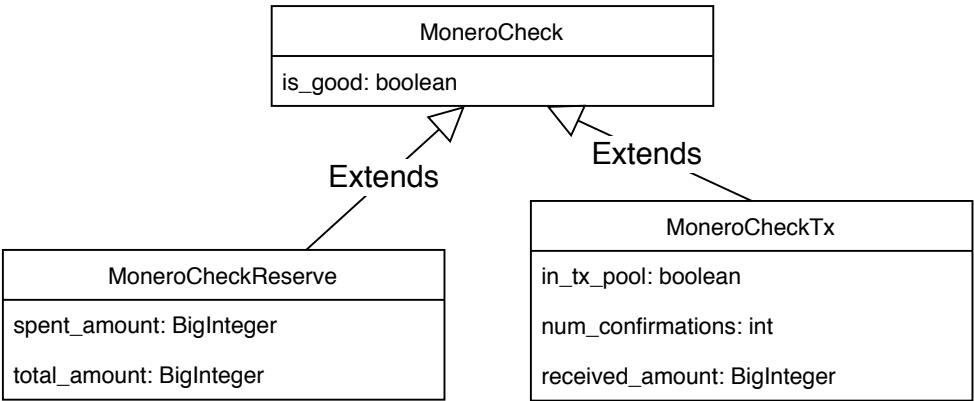 MoneroCheck
is_good: boolean
Extends
Extends
MoneroCheckReserve
spent_amount: BigInteger
total_amount: BigInteger
MoneroCheckTx
in_tx_pool: boolean
num_confirmations: int
received_amount: BigInteger